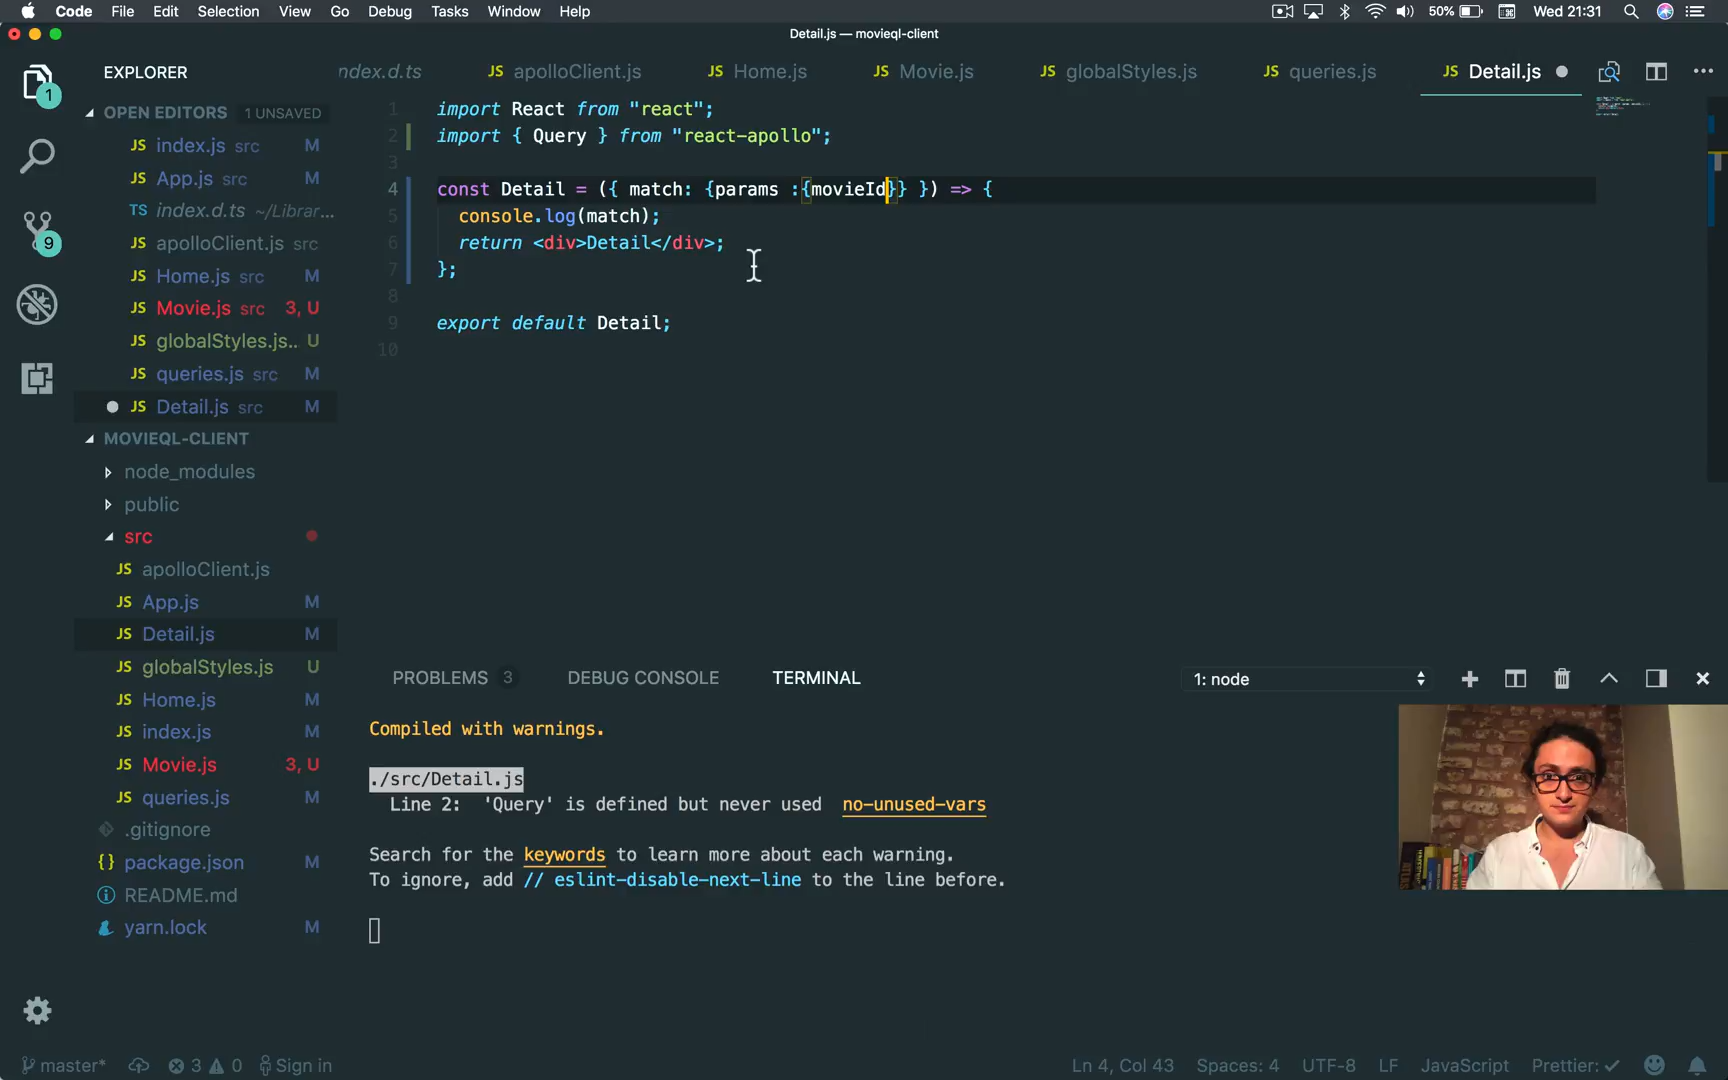 Code File Edit Selection View Go Debug Tasks Window Help 50% Wed 21:31
Detail.js — movieql-client
EXPLORER
ndex.d.ts JS apolloClient.js JS Home.js JS Movie.js JS globalStyles.js JS queries.js JS Detail.js
OPEN EDITORS 1 UNSAVED
JS index.js src M
JS App.js src M
TS index.d.ts ~/Librar...
JS apolloClient.js src
JS Home.js src M
JS Movie.js src 3, U
JS globalStyles.js... U
JS queries.js src M
JS Detail.js src M
MOVIEQL-CLIENT
node_modules
public
src
JS apolloClient.js
JS App.js M
JS Detail.js M
JS globalStyles.js U
JS Home.js M
JS index.js M
JS Movie.js 3, U
JS queries.js M
.gitignore
{} package.json M
README.md
yarn.lock M
1
9
1 import React from "react";
2 import { Query } from "react-apollo";
3
4 const Detail = ({ match: {params :{movieId}} }) => {
5 console.log(match);
6 return <div>Detail</div>;
7 };
8
9 export default Detail;
10
PROBLEMS 3 DEBUG CONSOLE TERMINAL 1: node
Compiled with warnings.
./src/Detail.js
Line 2: 'Query' is defined but never used no-unused-vars
Search for the keywords to learn more about each warning.
To ignore, add // eslint-disable-next-line to the line before.
master* 3 0 Sign in Ln 4, Col 43 Spaces: 4 UTF-8 LF JavaScript Prettier: ✓